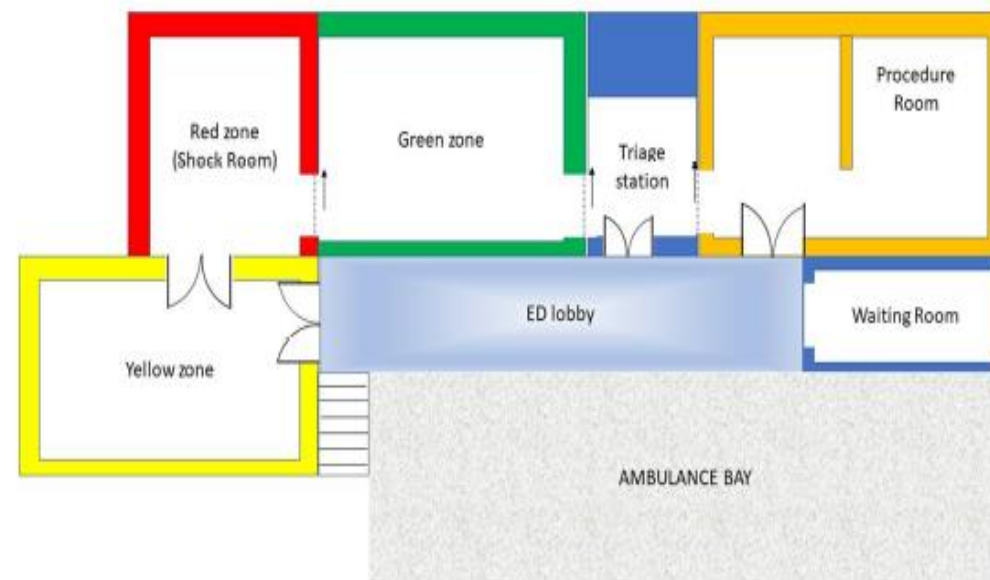 Red zone
(Shock Room)
Green zone
Triage
station
Procedure
Room
ED lobby
Waiting Room
Yellow zone
AMBULANCE BAY